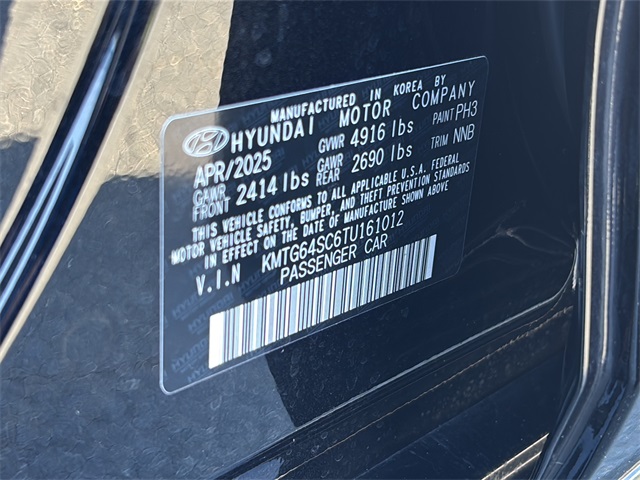 MANUFACTURED IN KOREA BY
HYUNDAI MOTOR COMPANY
APR/2025 GVWR 4916 lbs PAINT PH3
GAWR FRONT 2414 lbs GAWR REAR 2690 lbs TRIM NNB
THIS VEHICLE CONFORMS TO ALL APPLICABLE U.S.A. FEDERAL
MOTOR VEHICLE SAFETY, BUMPER, AND THEFT PREVENTION STANDARDS
IN EFFECT ON THE DATE OF MANUFACTURE SHOWN ABOVE.
V.I.N KMTG64SC6TU161012
PASSENGER CAR